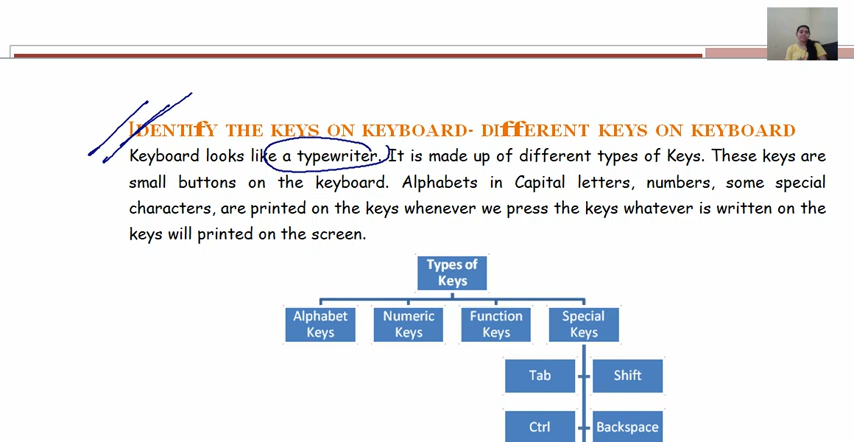 IDENTIFY THE KEYS ON KEYBOARD- DIFFERENT KEYS ON KEYBOARD
Keyboard looks like a typewriter. It is made up of different types of Keys. These keys are
small buttons on the keyboard. Alphabets in Capital letters, numbers, some special
characters, are printed on the keys whenever we press the keys whatever is written on the
keys will printed on the screen.
Types of
Keys
Alphabet
Keys
Numeric
Keys
Function
Keys
Special
Keys
Tab
Shift
Ctrl
Backspace